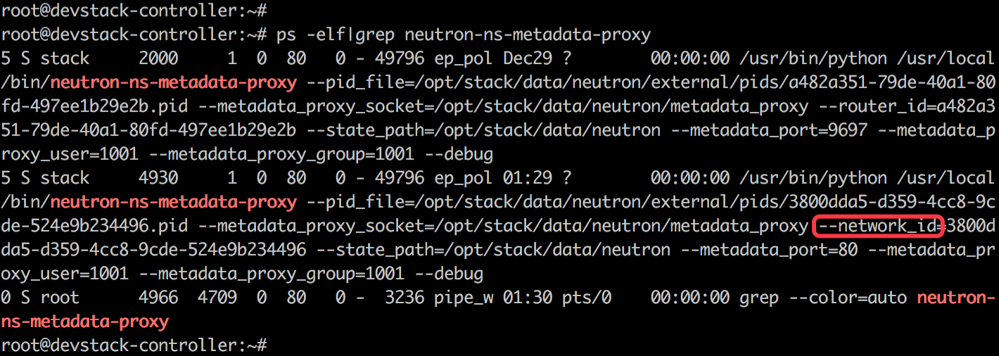 root@devstack-controller:~#
root@devstack-controller:~# ps -elf|grep neutron-ns-metadata-proxy
5 S stack     2000     1  0  80   0 - 49796 ep_pol Dec29 ?        00:00:00 /usr/bin/python /usr/local
/bin/neutron-ns-metadata-proxy --pid_file=/opt/stack/data/neutron/external/pids/a482a351-79de-40a1-80
fd-497ee1b29e2b.pid --metadata_proxy_socket=/opt/stack/data/neutron/metadata_proxy --router_id=a482a3
51-79de-40a1-80fd-497ee1b29e2b --state_path=/opt/stack/data/neutron --metadata_port=9697 --metadata_p
roxy_user=1001 --metadata_proxy_group=1001 --debug
5 S stack     4930     1  0  80   0 - 49796 ep_pol 01:29 ?        00:00:00 /usr/bin/python /usr/local
/bin/neutron-ns-metadata-proxy --pid_file=/opt/stack/data/neutron/external/pids/3800dda5-d359-4cc8-9c
de-524e9b234496.pid --metadata_proxy_socket=/opt/stack/data/neutron/metadata_proxy --network_id=3800d
da5-d359-4cc8-9cde-524e9b234496 --state_path=/opt/stack/data/neutron --metadata_port=80 --metadata_pr
oxy_user=1001 --metadata_proxy_group=1001 --debug
0 S root      4966  4709  0  80   0 -  3236 pipe_w 01:30 pts/0    00:00:00 grep --color=auto neutron-
ns-metadata-proxy
root@devstack-controller:~#